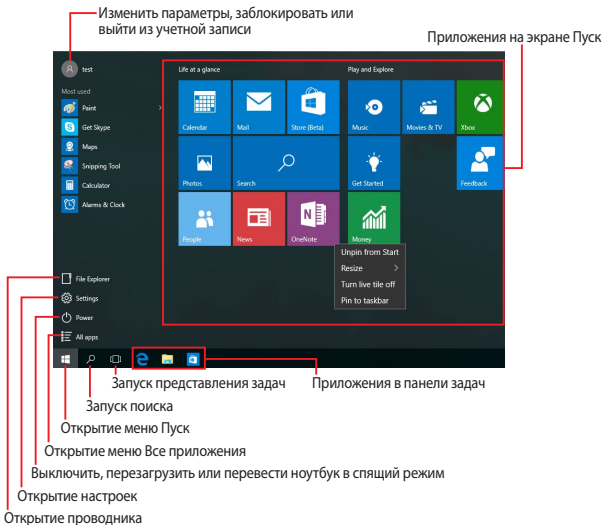 Изменить параметры, заблокировать или
выйти из учетной записи
Приложения на экране Пуск
test
Most used
Paint
Get Skype
Maps
Snipping Tool
Calculator
Alarms & Clock
File Explorer
Settings
Power
All apps
Life at a glance
Play and Explore
Calendar
Mail
Store (Beta)
Music
Movies & TV
Xbox
Photos
Search
Get Started
Feedback
People
News
OneNote
Money
Unpin from Start
Resize
Turn live tile off
Pin to taskbar
Запуск представления задач
Приложения в панели задач
Запуск поиска
Открытие меню Пуск
Открытие меню Все приложения
Выключить, перезагрузить или перевести ноутбук в спящий режим
Открытие настроек
Открытие проводника